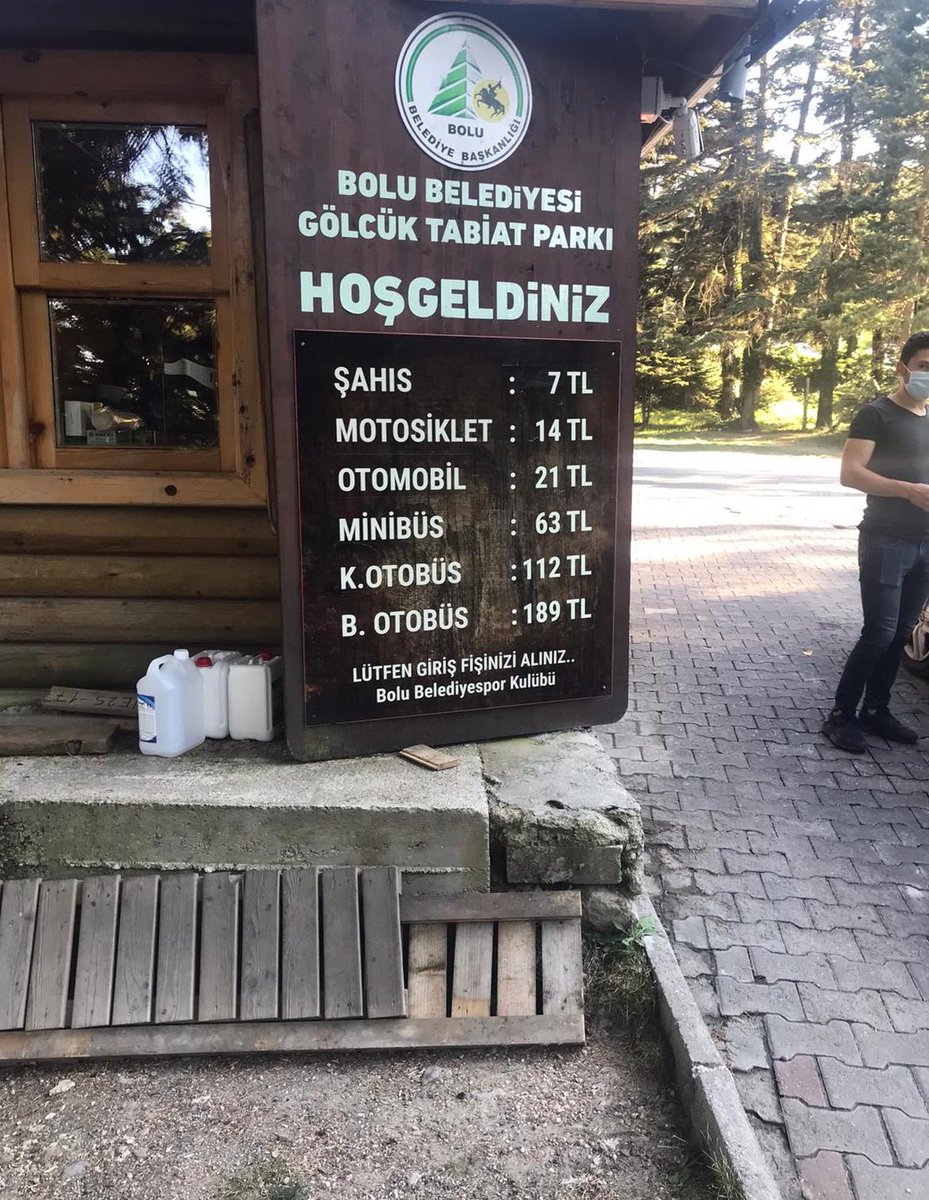 BOLU
BELEDİYE BAŞKANLIĞI
BOLU BELEDİYESİ
GÖLCÜK TABİAT PARKI
HOŞGELDİNİZ
ŞAHIS : 7 TL
MOTOSİKLET : 14 TL
OTOMOBİL : 21 TL
MİNİBÜS : 63 TL
K.OTOBÜS : 112 TL
B. OTOBÜS : 189 TL
LÜTFEN GİRİŞ FİŞİNİZİ ALINIZ..
Bolu Belediyespor Kulübü